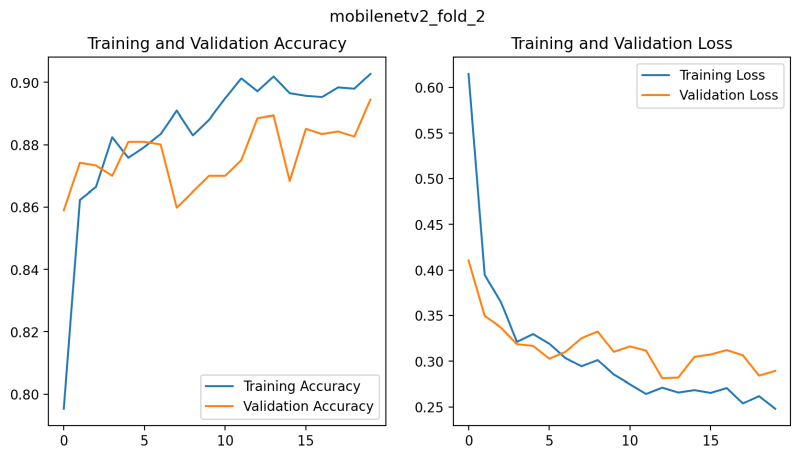 mobilenetv2_fold_2
Training and Validation Accuracy
0.90
0.88
0.86
0.84
0.82
0.80
0 5 10 15
Training Accuracy
Validation Accuracy
Training and Validation Loss
0.60
0.55
0.50
0.45
0.40
0.35
0.30
0.25
0 5 10 15
Training Loss
Validation Loss